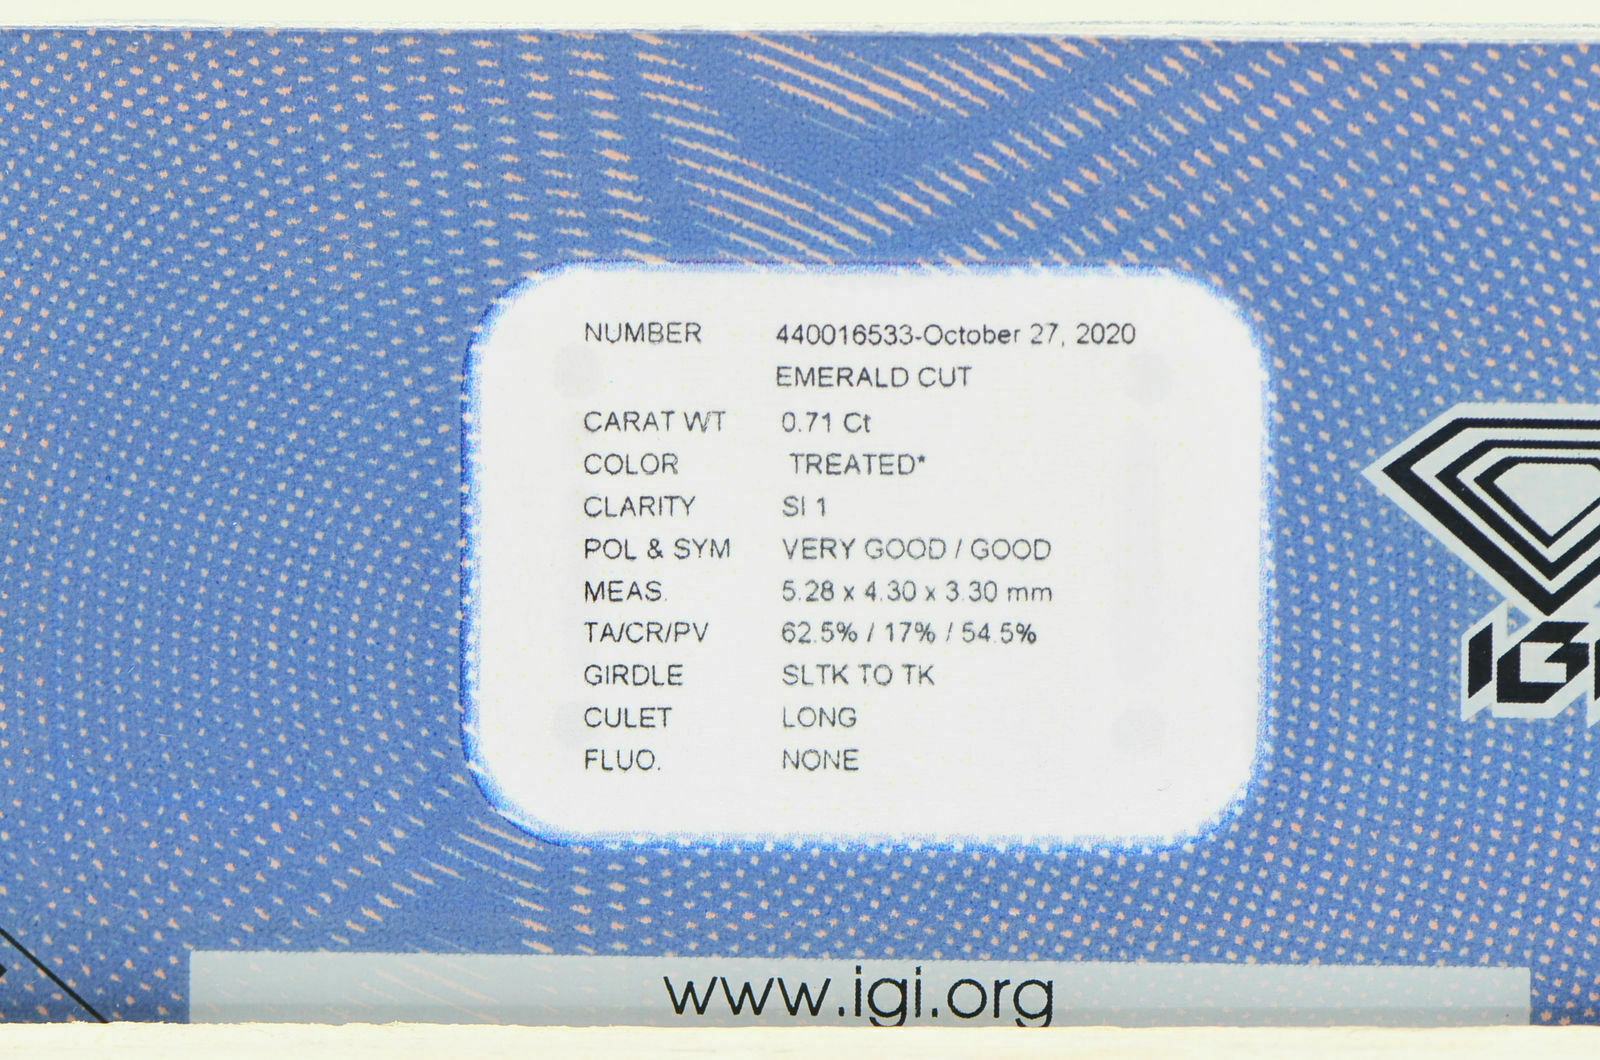 NUMBER 440016533-October 27, 2020
EMERALD CUT
CARAT WT 0.71 Ct
COLOR TREATED*
CLARITY SI 1
POL & SYM VERY GOOD / GOOD
MEAS. 5.28 x 4.30 x 3.30 mm
TA/CR/PV 62.5% / 17% / 54.5%
GIRDLE SLTK TO TK
CULET LONG
FLUO. NONE
IGI
www.igi.org